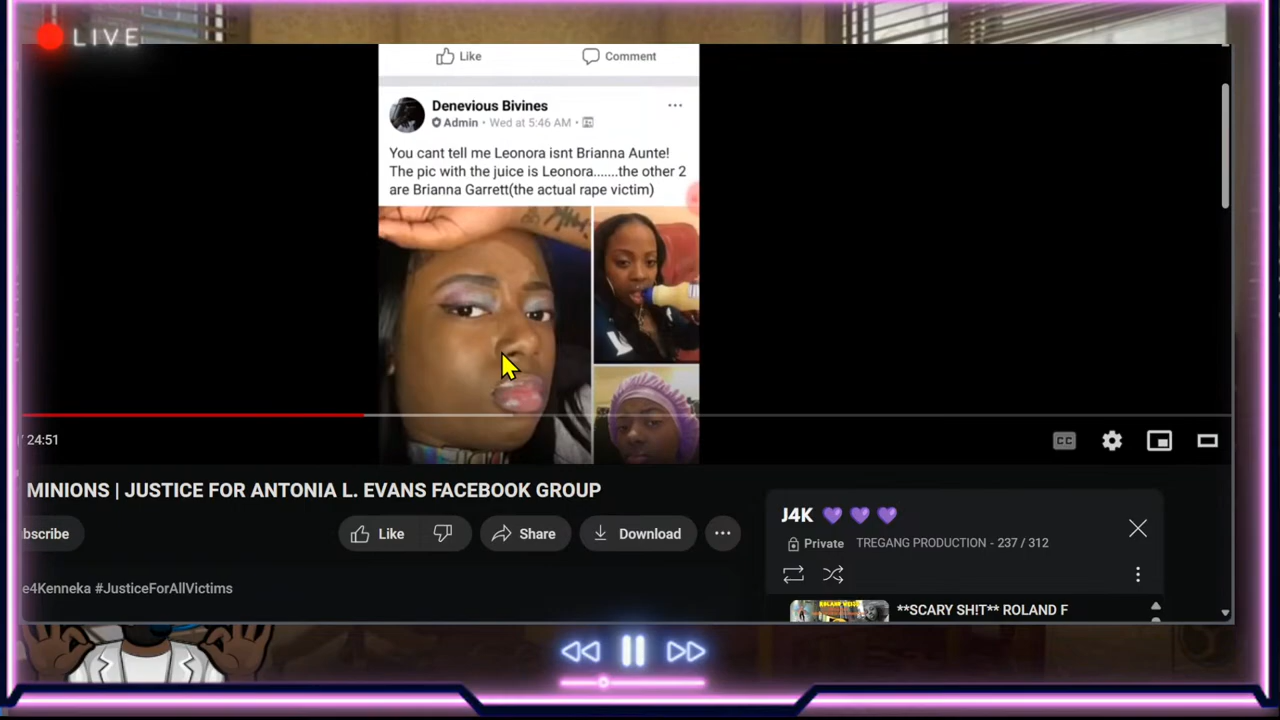 LIVE
Like
Comment
Denevious Bivines
Admin • Wed at 5:46 AM •
You cant tell me Leonora isnt Brianna Aunte!
The pic with the juice is Leonora.......the other 2
are Brianna Garrett(the actual rape victim)
/ 24:51
CC
MINIONS | JUSTICE FOR ANTONIA L. EVANS FACEBOOK GROUP
bscribe
Like
Share
Download
e4Kenneka #JusticeForAllVictims
J4K 💜 💜 💜
Private TREGANG PRODUCTION - 237 / 312
**SCARY SH!T** ROLAND F